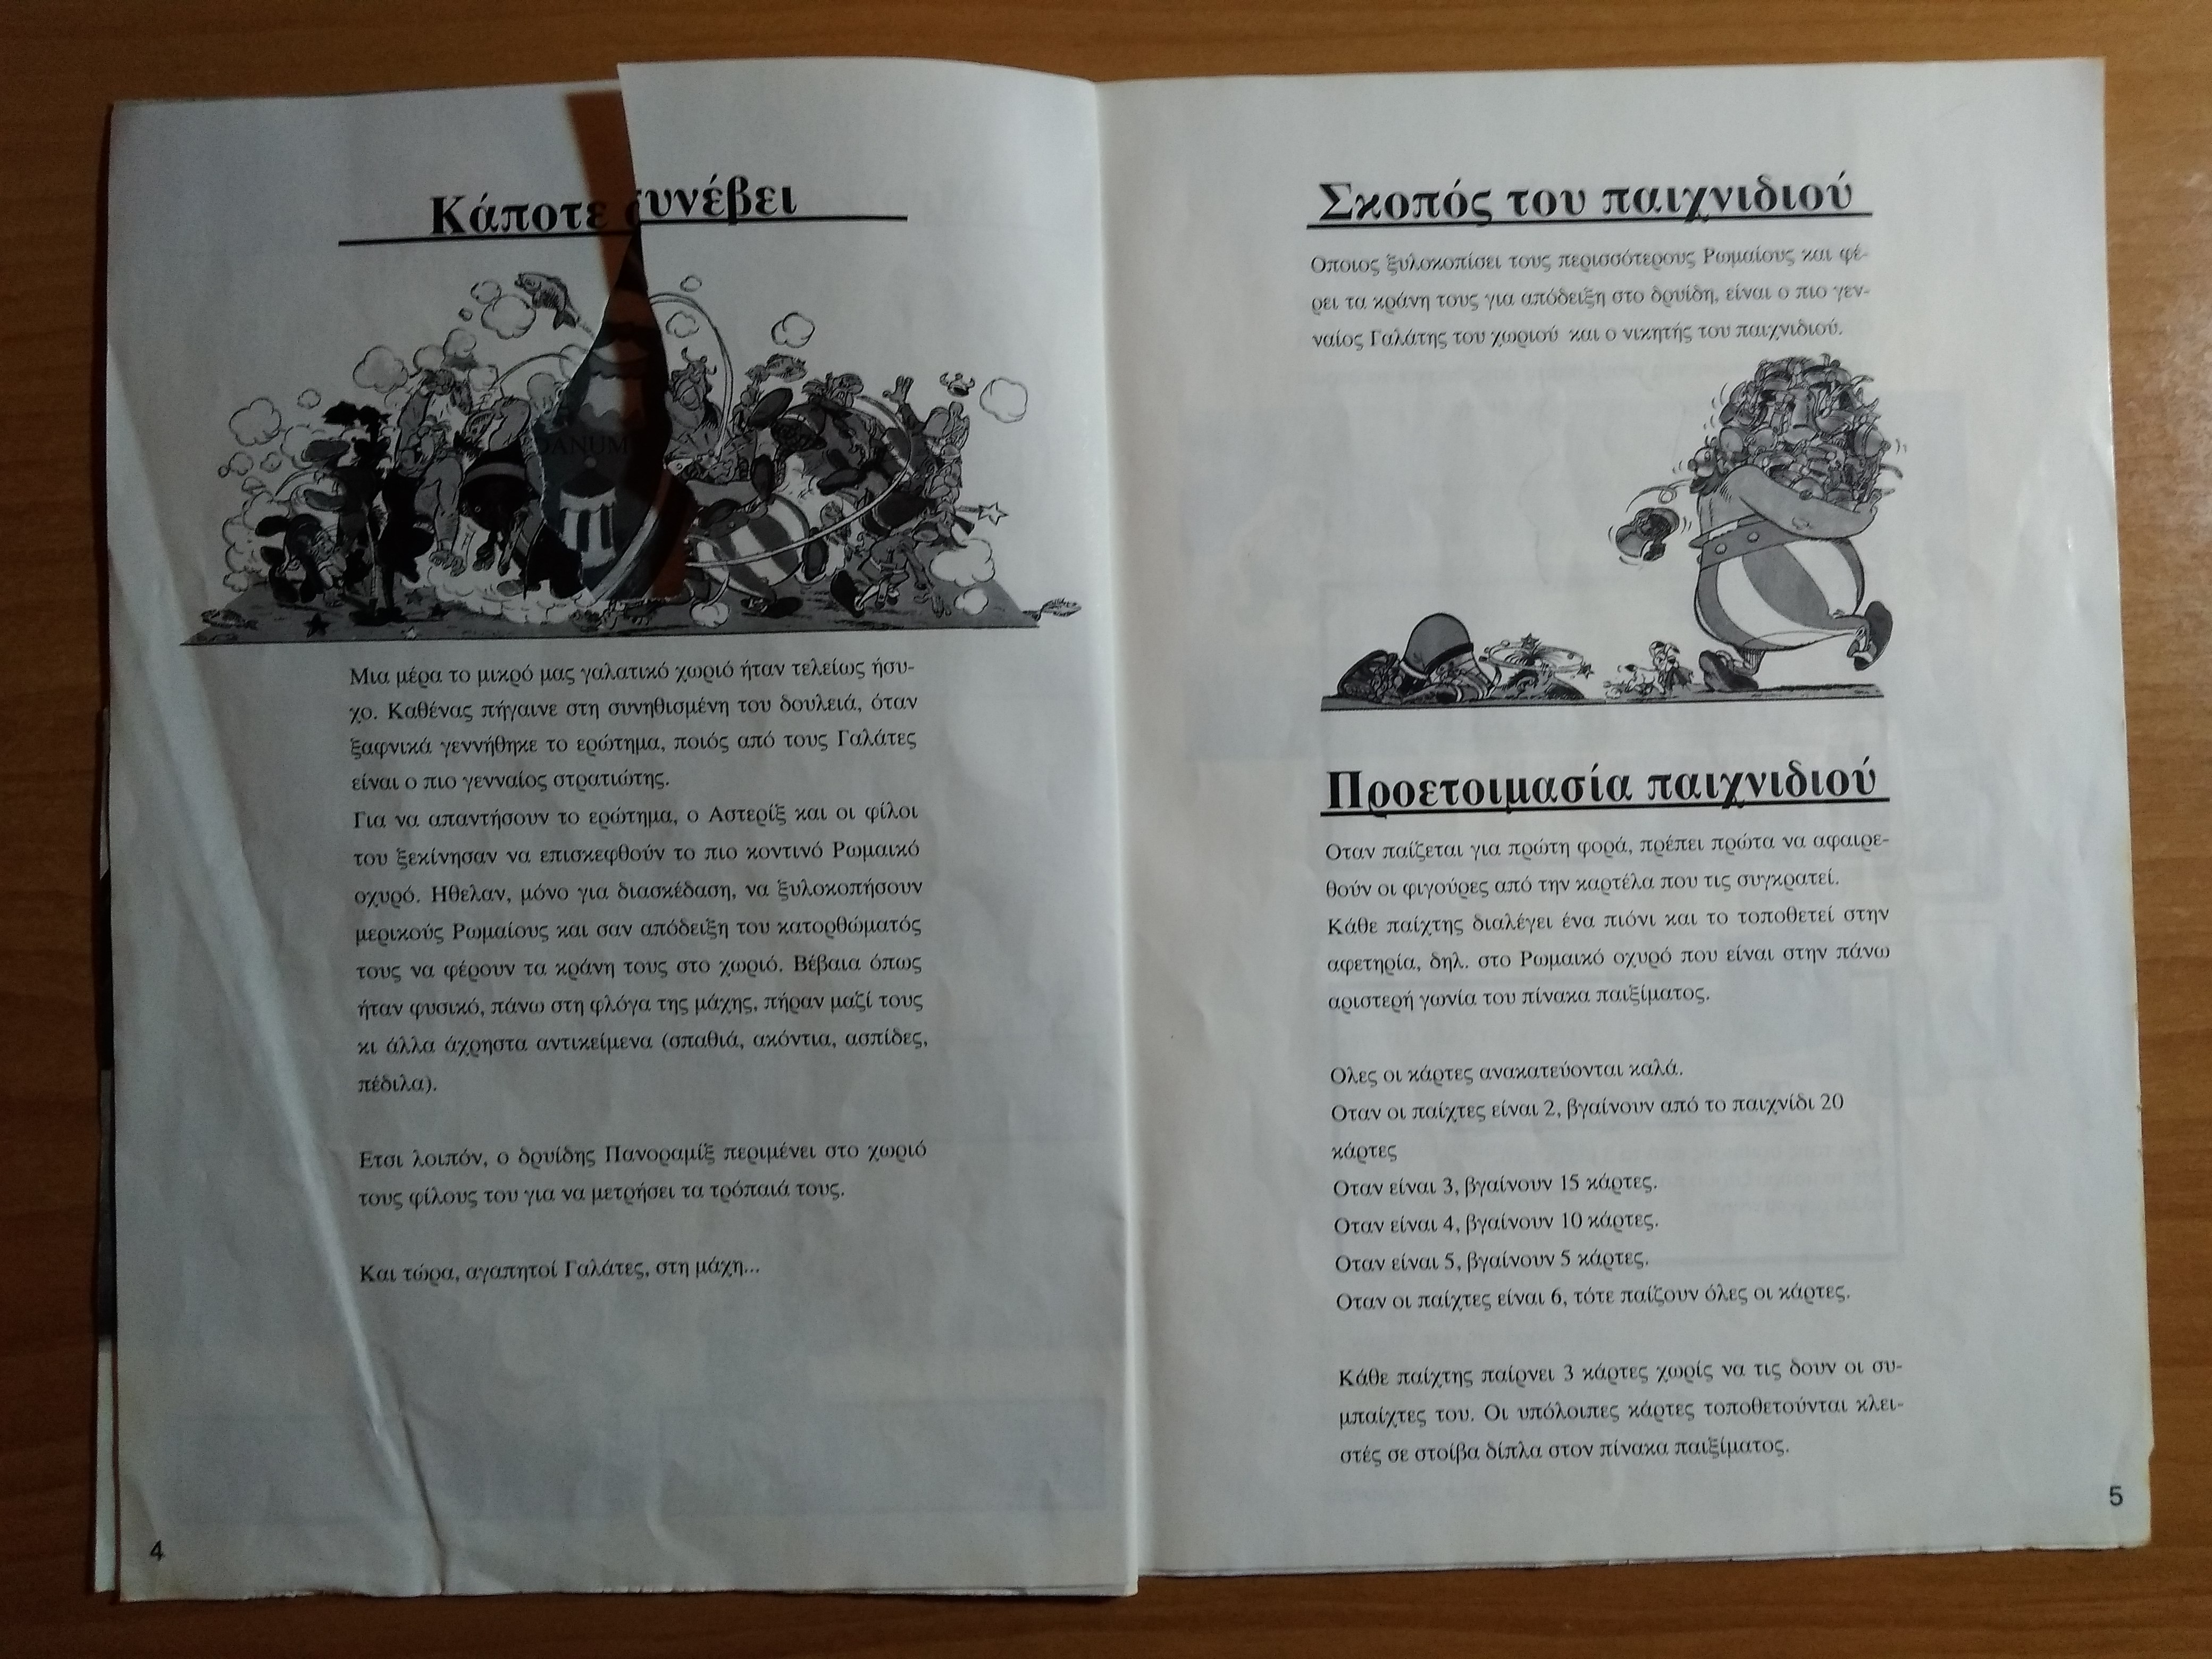 Κάποτε συνέβει
DANUM
Μια μέρα το μικρό μας γαλατικό χωριό ήταν τελείως ήσυ-
χο. Καθένας πήγαινε στη συνηθισμένη του δουλειά, όταν
ξαφνικά γεννήθηκε το ερώτημα, ποιός από τους Γαλάτες
είναι ο πιο γενναίος στρατιώτης.
Για να απαντήσουν το ερώτημα, ο Αστερίξ και οι φίλοι
του ξεκίνησαν να επισκεφθούν το πιο κοντινό Ρωμαικό
οχυρό. Ηθελαν, μόνο για διασκέδαση, να ξυλοκοπήσουν
μερικούς Ρωμαίους και σαν απόδειξη του κατορθώματός
τους να φέρουν τα κράνη τους στο χωριό. Βέβαια όπως
ήταν φυσικό, πάνω στη φλόγα της μάχης, πήραν μαζί τους
κι άλλα άχρηστα αντικείμενα (σπαθιά, ακόντια, ασπίδες,
πέδιλα).
Ετσι λοιπόν, ο δρυίδης Πανοραμίξ περιμένει στο χωριό
τους φίλους του για να μετρήσει τα τρόπαιά τους.
Και τώρα, αγαπητοί Γαλάτες, στη μάχη...
4
Σκοπός του παιχνιδιού
Οποιος ξυλοκοπίσει τους περισσότερους Ρωμαίους και φέ-
ρει τα κράνη τους για απόδειξη στο δρυίδη, είναι ο πιο γεν-
ναίος Γαλάτης του χωριού και ο νικητής του παιχνιδιού.
Προετοιμασία παιχνιδιού
Οταν παίζεται για πρώτη φορά, πρέπει πρώτα να αφαιρε-
θούν οι φιγούρες από την καρτέλα που τις συγκρατεί.
Κάθε παίχτης διαλέγει ένα πιόνι και το τοποθετεί στην
αφετηρία, δηλ. στο Ρωμαικό οχυρό που είναι στην πάνω
αριστερή γωνία του πίνακα παιξίματος.
Ολες οι κάρτες ανακατεύονται καλά.
Οταν οι παίχτες είναι 2, βγαίνουν από το παιχνίδι 20
κάρτες
Οταν είναι 3, βγαίνουν 15 κάρτες.
Οταν είναι 4, βγαίνουν 10 κάρτες.
Οταν είναι 5, βγαίνουν 5 κάρτες.
Οταν οι παίχτες είναι 6, τότε παίζουν όλες οι κάρτες.
Κάθε παίχτης παίρνει 3 κάρτες χωρίς να τις δουν οι συ-
μπαίχτες του. Οι υπόλοιπες κάρτες τοποθετούνται κλει-
στές σε στοίβα δίπλα στον πίνακα παιξίματος.
5